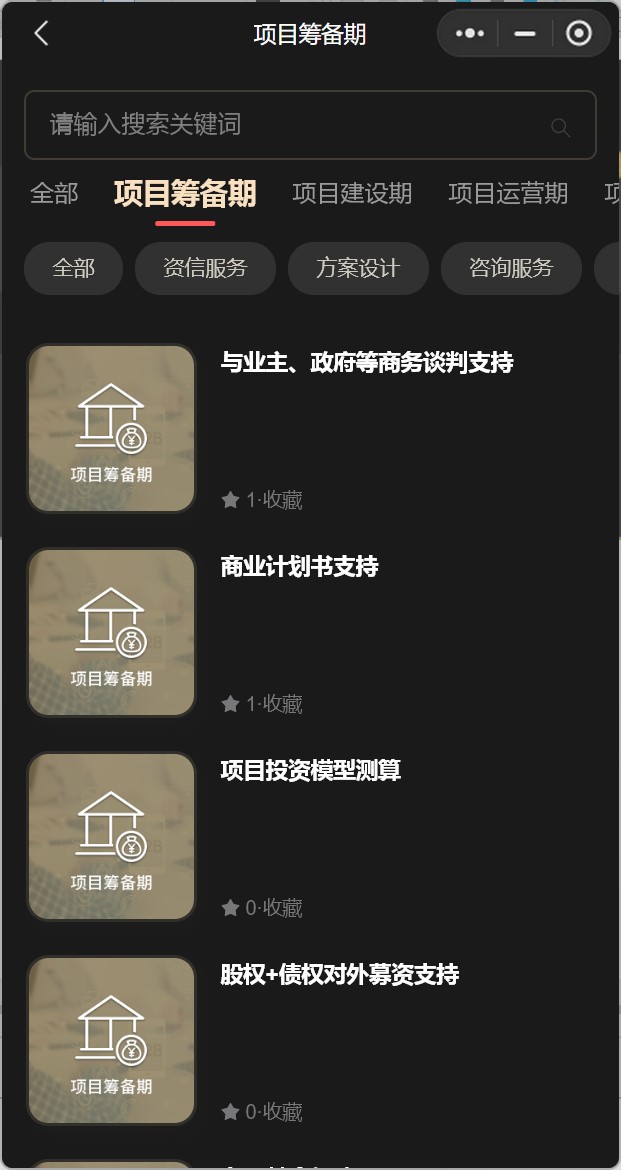 项目筹备期
请输入搜索关键词
全部 项目筹备期 项目建设期 项目运营期
全部 资信服务 方案设计 咨询服务
与业主、政府等商务谈判支持
项目筹备期
1·收藏
商业计划书支持
项目筹备期
1·收藏
项目投资模型测算
项目筹备期
0·收藏
股权+债权对外募资支持
项目筹备期
0·收藏